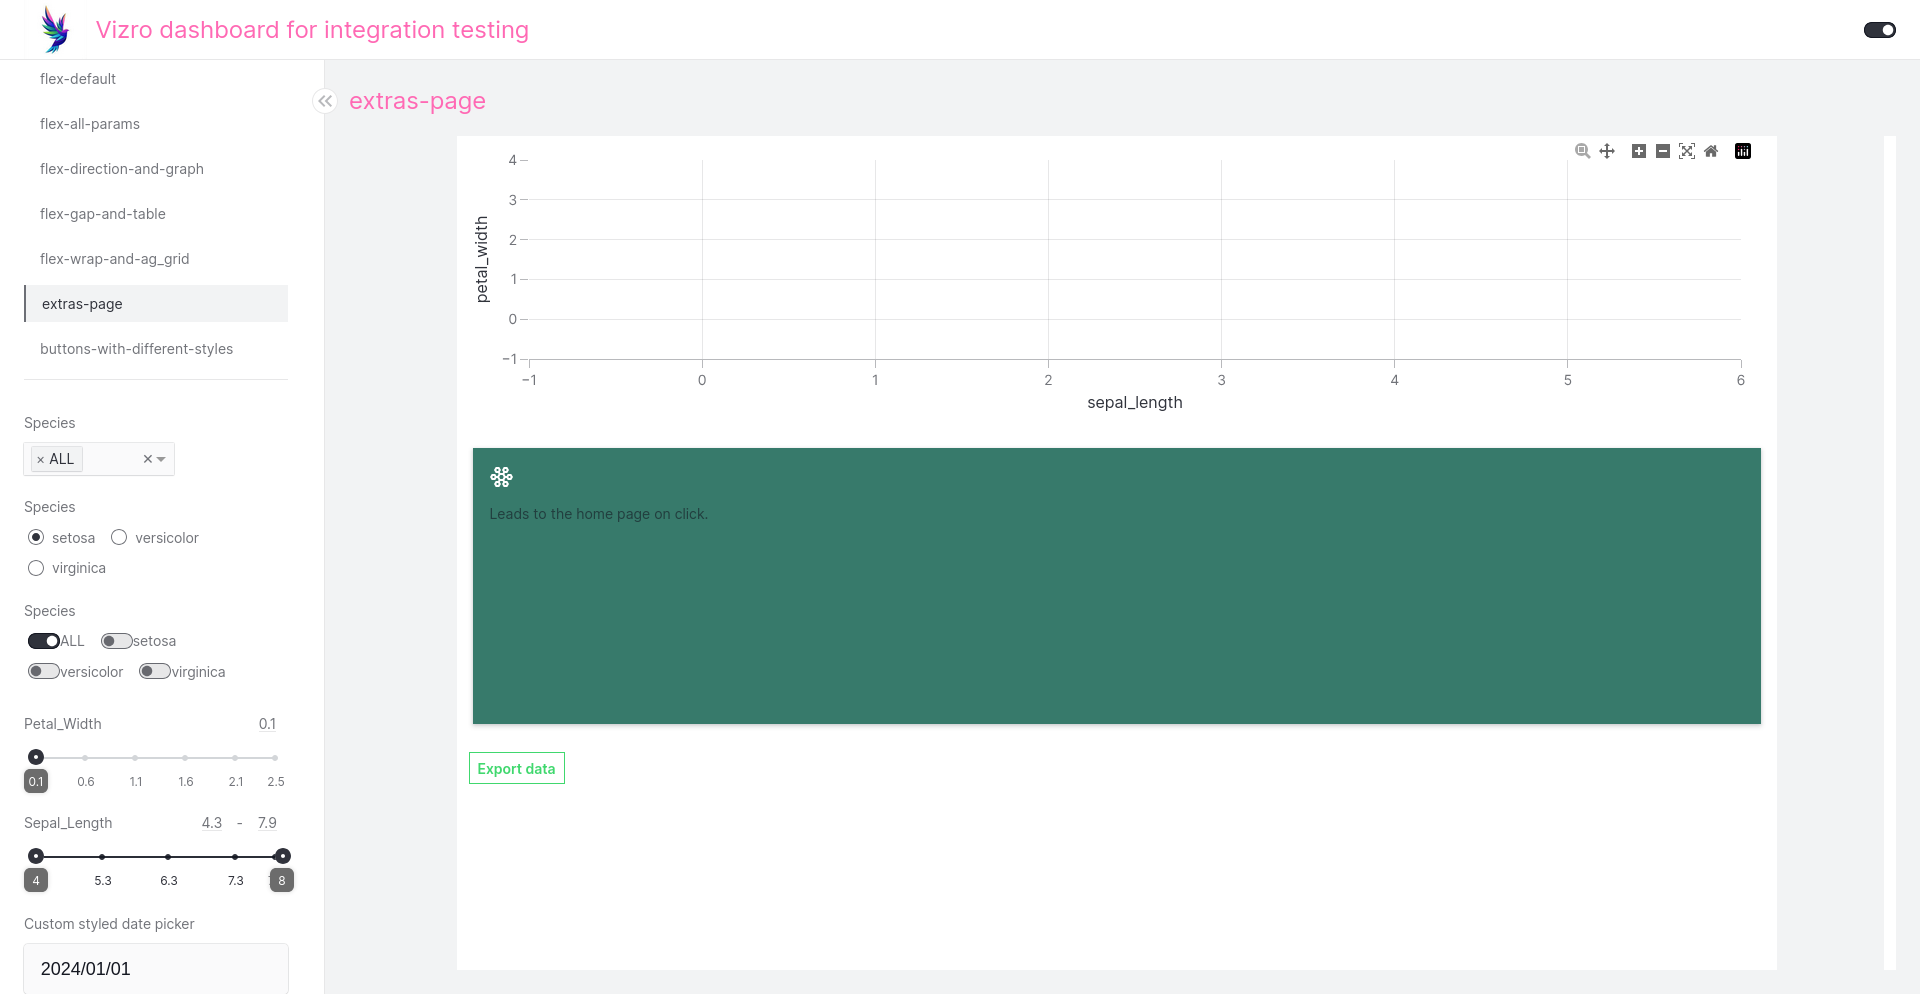 Vizro dashboard for integration testing
flex-default
flex-all-params
flex-direction-and-graph
flex-gap-and-table
flex-wrap-and-ag_grid
extras-page
buttons-with-different-styles
Species
× ALL
Species
setosa versicolor
virginica
Species
ALL setosa
versicolor virginica
Petal_Width 0.1
0.1 0.6 1.1 1.6 2.1 2.5
Sepal_Length 4.3 - 7.9
4 5.3 6.3 7.3 8
Custom styled date picker
2024/01/01
extras-page
4
3
2
1
0
−1
petal_width
−1 0 1 2 3 4 5 6
sepal_length
Leads to the home page on click.
Export data